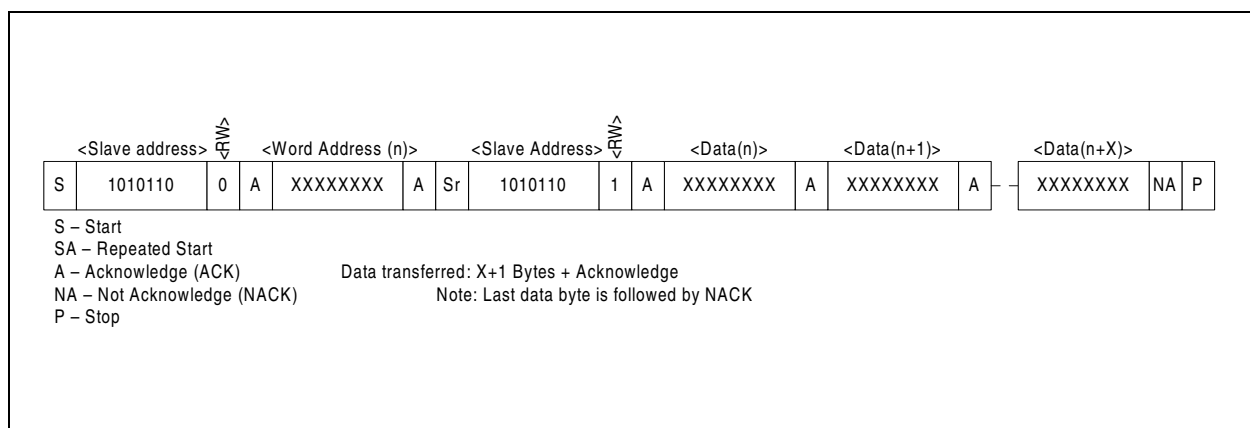 <Slave address> <RW> <Word Address (n)> <Slave Address> <RW> <Data(n)> <Data(n+1)> <Data(n+X)>
S 1010110 0 A XXXXXXXX A Sr 1010110 1 A XXXXXXXX A XXXXXXXX A XXXXXXXX NA P
S – Start
SA – Repeated Start
A – Acknowledge (ACK) Data transferred: X+1 Bytes + Acknowledge
NA – Not Acknowledge (NACK) Note: Last data byte is followed by NACK
P – Stop